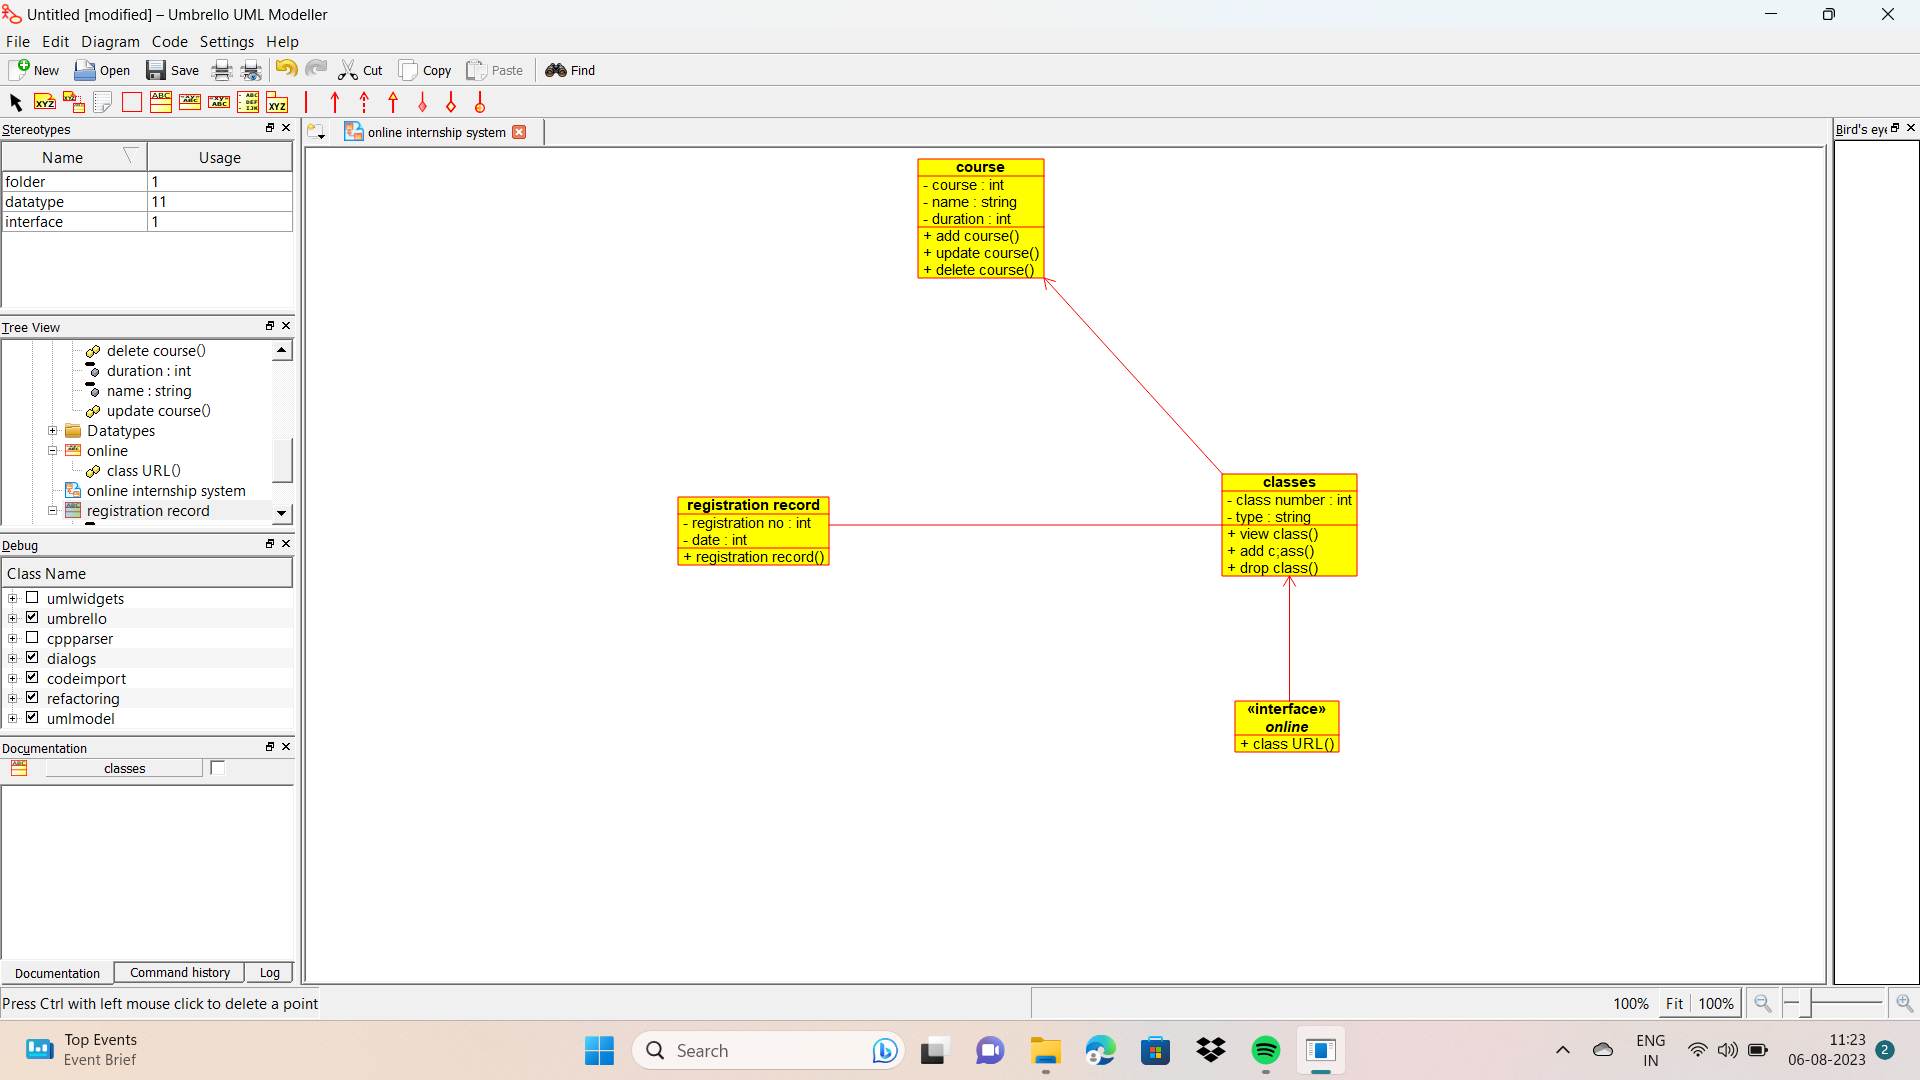 Untitled [modified] – Umbrello UML Modeller
File Edit Diagram Code Settings Help
New Open Save Cut Copy Paste Find
Stereotypes
Name Usage
folder 1
datatype 11
interface 1
Tree View
delete course()
duration : int
name : string
update course()
Datatypes
online
class URL()
online internship system
registration record
Debug
Class Name
umlwidgets
umbrello
cppparser
dialogs
codeimport
refactoring
umlmodel
Documentation
classes
Documentation Command history Log
Press Ctrl with left mouse click to delete a point
online internship system
course
- course : int
- name : string
- duration : int
+ add course()
+ update course()
+ delete course()
registration record
- registration no : int
- date : int
+ registration record()
classes
- class number : int
- type : string
+ view class()
+ add c;ass()
+ drop class()
«interface»
online
+ class URL()
Bird's eye
100% Fit 100%
Top Events
Event Brief
Search
ENG
IN
11:23
06-08-2023
2